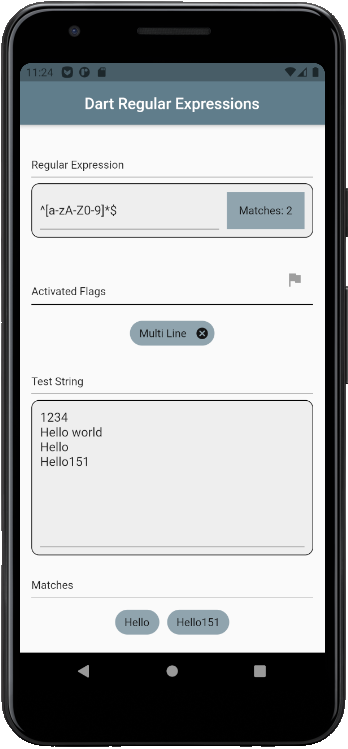 11:24
Dart Regular Expressions
Regular Expression
^[a-zA-Z0-9]*$
Matches: 2
Activated Flags
Multi Line
Test String
1234
Hello world
Hello
Hello151
Matches
Hello
Hello151